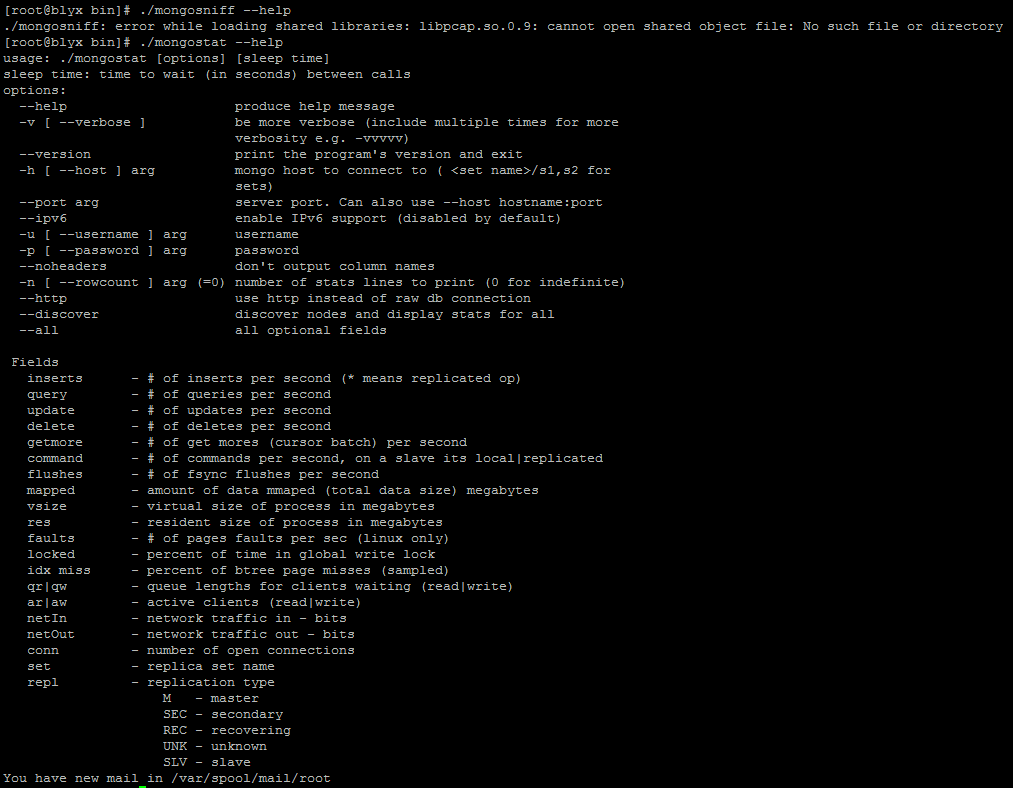 [root@blyx bin]# ./mongosniff --help
./mongosniff: error while loading shared libraries: libpcap.so.0.9: cannot open shared object file: No such file or directory
[root@blyx bin]# ./mongostat --help
usage: ./mongostat [options] [sleep time]
sleep time: time to wait (in seconds) between calls
options:
  --help                     produce help message
  -v [ --verbose ]           be more verbose (include multiple times for more
                             verbosity e.g. -vvvvv)
  --version                  print the program's version and exit
  -h [ --host ] arg          mongo host to connect to ( <set name>/s1,s2 for
                             sets)
  --port arg                 server port. Can also use --host hostname:port
  --ipv6                     enable IPv6 support (disabled by default)
  -u [ --username ] arg      username
  -p [ --password ] arg      password
  --noheaders                don't output column names
  -n [ --rowcount ] arg (=0) number of stats lines to print (0 for indefinite)
  --http                     use http instead of raw db connection
  --discover                 discover nodes and display stats for all
  --all                      all optional fields

 Fields
   inserts      - # of inserts per second (* means replicated op)
   query        - # of queries per second
   update       - # of updates per second
   delete       - # of deletes per second
   getmore      - # of get mores (cursor batch) per second
   command      - # of commands per second, on a slave its local|replicated
   flushes      - # of fsync flushes per second
   mapped       - amount of data mmaped (total data size) megabytes
   vsize        - virtual size of process in megabytes
   res          - resident size of process in megabytes
   faults       - # of pages faults per sec (linux only)
   locked       - percent of time in global write lock
   idx miss     - percent of btree page misses (sampled)
   qr|qw        - queue lengths for clients waiting (read|write)
   ar|aw        - active clients (read|write)
   netIn        - network traffic in - bits
   netOut       - network traffic out - bits
   conn         - number of open connections
   set          - replica set name
   repl         - replication type
                    M   - master
                    SEC - secondary
                    REC - recovering
                    UNK - unknown
                    SLV - slave
You have new mail in /var/spool/mail/root